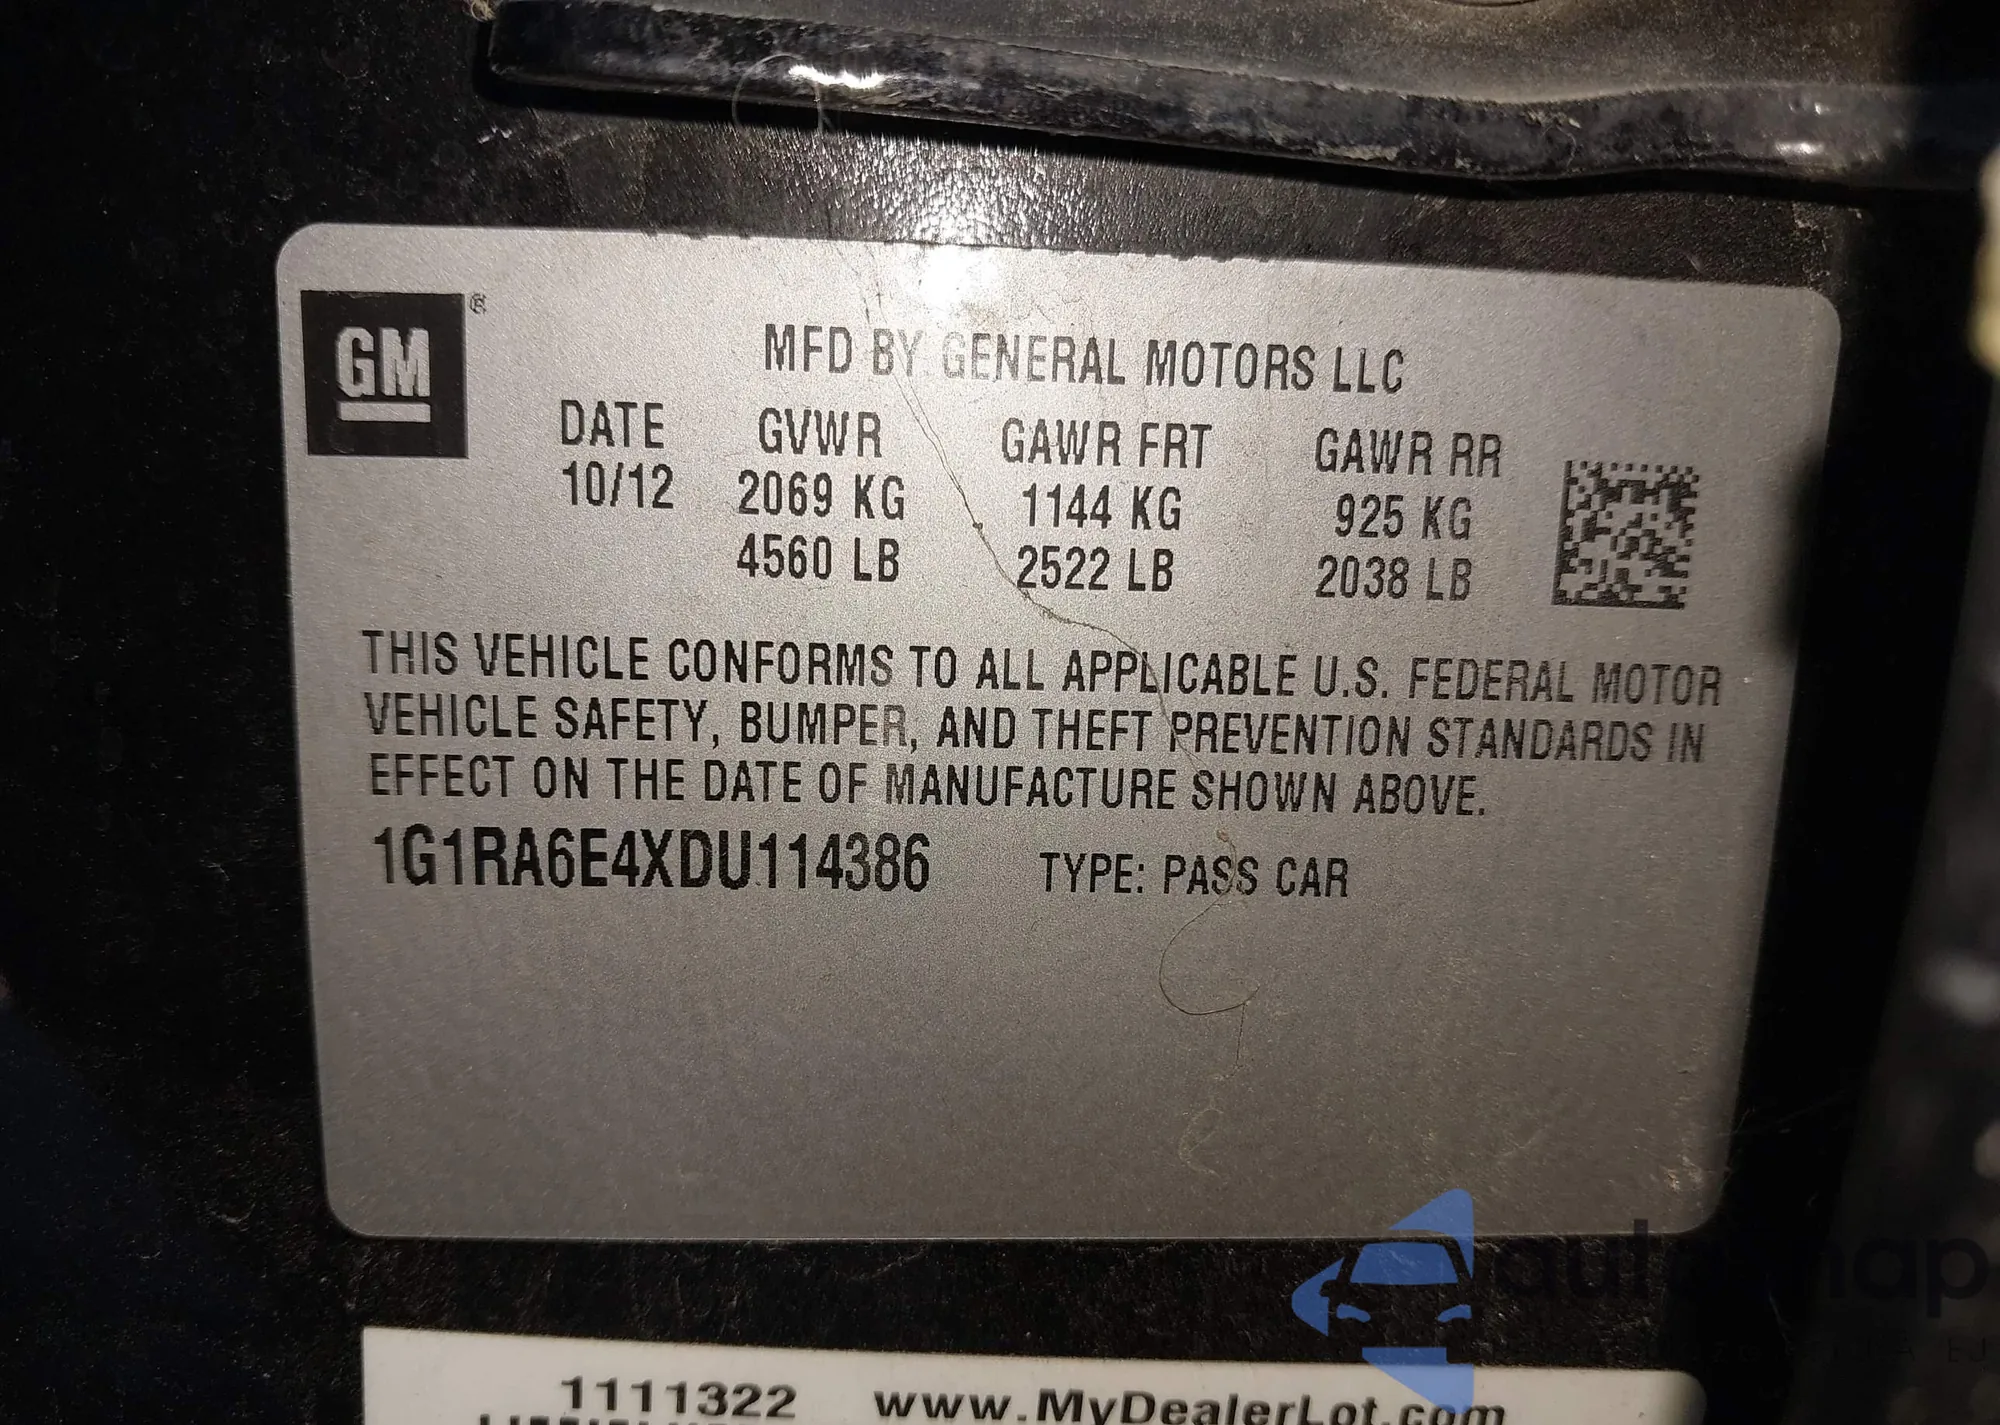 GM ®
MFD BY GENERAL MOTORS LLC
DATE GVWR GAWR FRT GAWR RR
10/12 2069 KG 1144 KG 925 KG
4560 LB 2522 LB 2038 LB
THIS VEHICLE CONFORMS TO ALL APPLICABLE U.S. FEDERAL MOTOR
VEHICLE SAFETY, BUMPER, AND THEFT PREVENTION STANDARDS IN
EFFECT ON THE DATE OF MANUFACTURE SHOWN ABOVE.
1G1RA6E4XDU114386 TYPE: PASS CAR
1111322 www.MyDealerLot.com